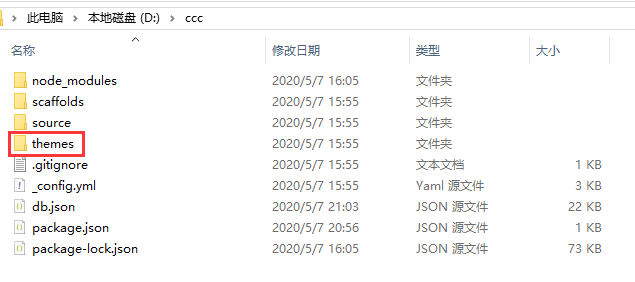 此电脑 > 本地磁盘 (D:) > ccc
名称 修改日期 类型 大小
node_modules 2020/5/7 16:05 文件夹
scaffolds 2020/5/7 15:55 文件夹
source 2020/5/7 15:55 文件夹
themes 2020/5/7 15:55 文件夹
.gitignore 2020/5/7 15:55 文本文档 1 KB
_config.yml 2020/5/7 15:55 Yaml 源文件 3 KB
db.json 2020/5/7 21:03 JSON 源文件 22 KB
package.json 2020/5/7 20:56 JSON 源文件 1 KB
package-lock.json 2020/5/7 16:05 JSON 源文件 73 KB